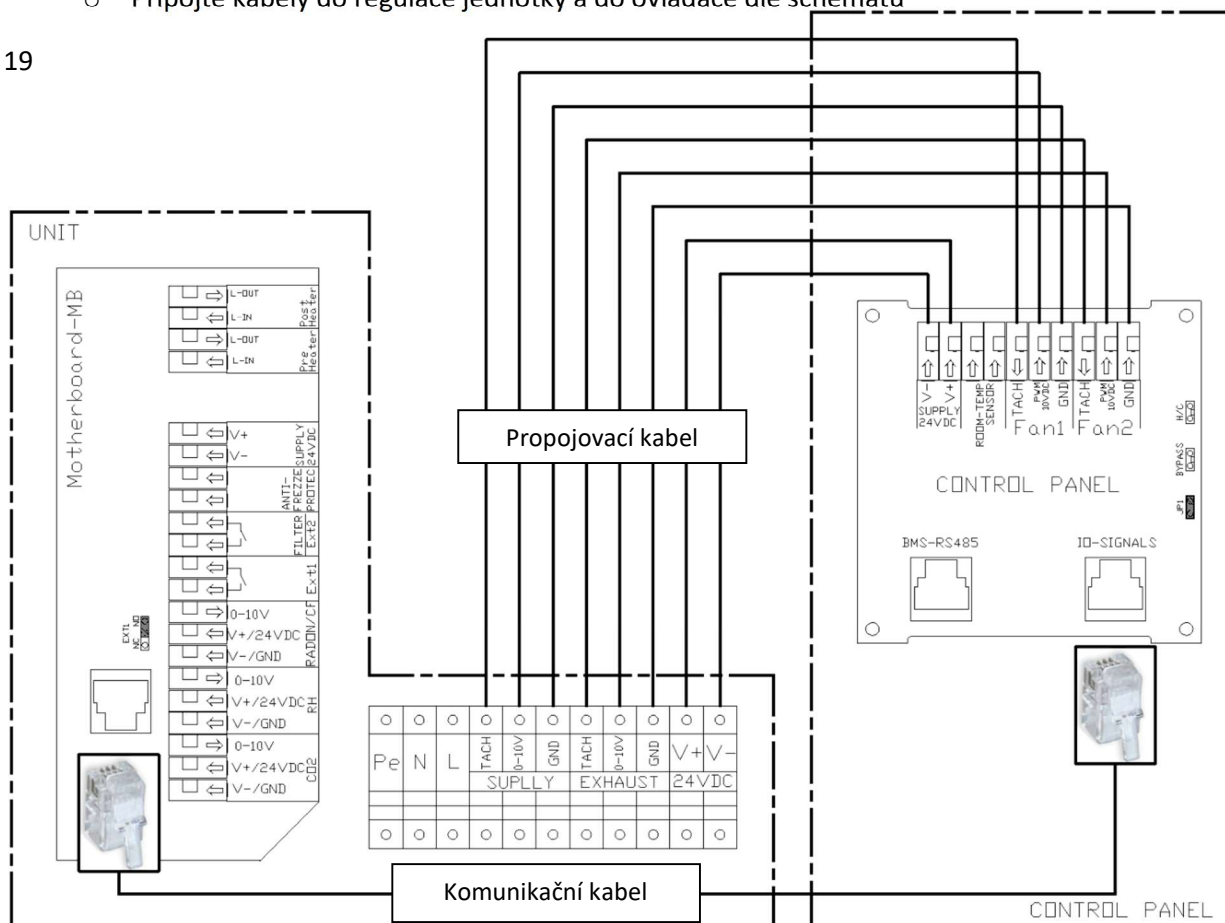 o Připojte kabely do regulace jednotky a do ovladače dle schématu
19
UNIT
Motherboard-MB
L-OUT
L-IN
Post
Heater
L-OUT
L-IN
Pre
Heater
V+
V-
SUPPLY
24VDC
ANTI-
FREZZE
PROTEC
FILTER
Ext2
Ext1
0-10V
V+/24VDC
V-/GND
RADON/CF
0-10V
V+/24VDC
V-/GND
RH
0-10V
V+/24VDC
V-/GND
CO2
EXT1
NC NO
Propojovací kabel
Pe
N
L
TACH
0-10V
GND
SUPLLY
TACH
0-10V
GND
EXHAUST
V+
V-
24VDC
Komunikační kabel
V-
V+
SUPPLY
24VDC
ROOM-TEMP
SENSOR
TACH
PWM
10VDC
GND
Fan1
TACH
PWM
10VDC
GND
Fan2
H/C
BYPASS
JP1
CONTROL PANEL
BMS-RS485
IO-SIGNALS
CONTROL PANEL